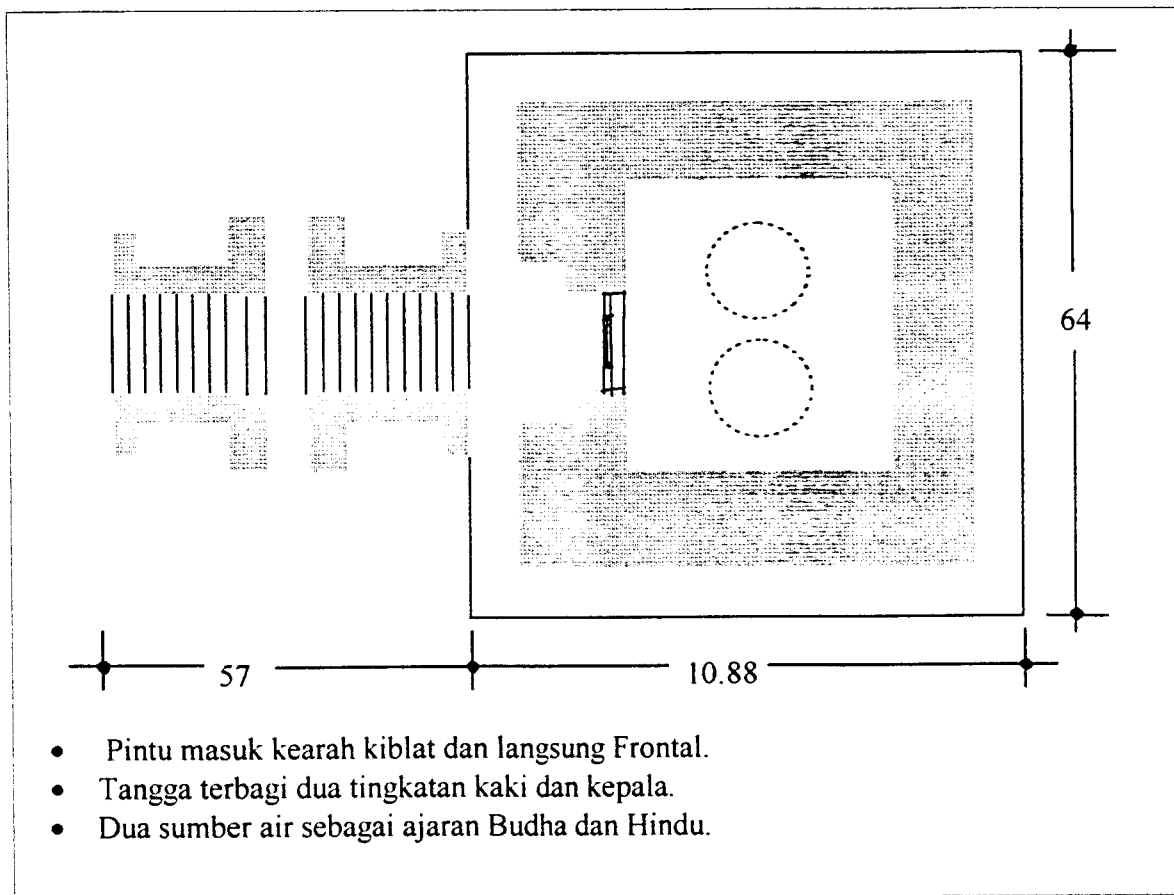 64
57
10.88
• Pintu masuk kearah kiblat dan langsung Frontal.
• Tangga terbagi dua tingkatan kaki dan kepala.
• Dua sumber air sebagai ajaran Budha dan Hindu.